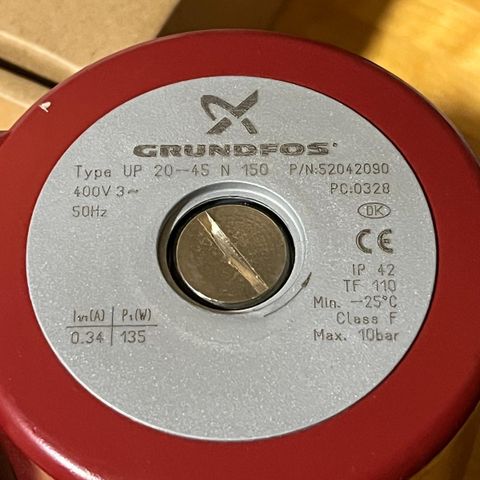 GRUNDFOS
Type UP 20-45 N 150 P/N:52042090
400V 3~ PC:0328
50Hz
DK
CE
IP 42
TF 110
Min. -25°C
Class F
Max. 10bar
I₁/₁(A) P₁(W)
0.34 135